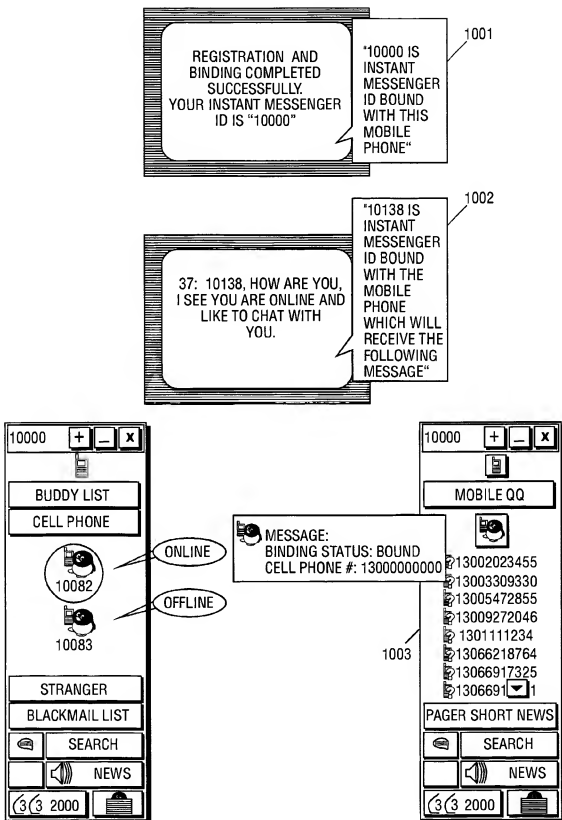 REGISTRATION AND
BINDING COMPLETED
SUCCESSFULLY.
YOUR INSTANT MESSENGER
ID IS "10000"
1001
"10000 IS
INSTANT
MESSENGER
ID BOUND
WITH THIS
MOBILE
PHONE"
1002
"10138 IS
INSTANT
MESSENGER
ID BOUND
WITH THE
MOBILE
PHONE
WHICH WILL
RECEIVE THE
FOLLOWING
MESSAGE"
37: 10138, HOW ARE YOU,
I SEE YOU ARE ONLINE AND
LIKE TO CHAT WITH
YOU.
10000 + _ X
BUDDY LIST
CELL PHONE
ONLINE
10082
OFFLINE
10083
STRANGER
BLACKMAIL LIST
SEARCH
NEWS
2000
MESSAGE:
BINDING STATUS: BOUND
CELL PHONE #: 13000000000
1003
10000 + _ X
MOBILE QQ
13002023455
13003309330
13005472855
13009272046
1301111234
13066218764
13066917325
1306691 1
PAGER SHORT NEWS
SEARCH
NEWS
2000